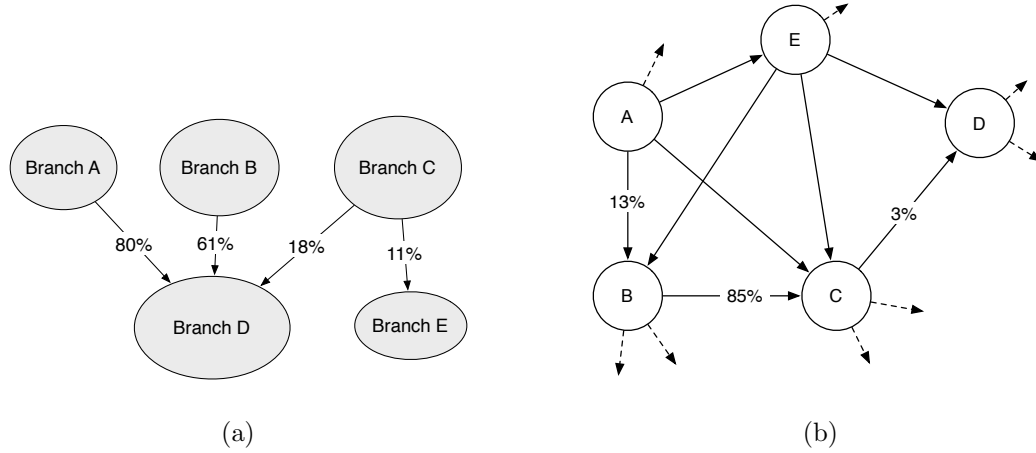 Branch A
Branch B
Branch C
80%
61%
18%
11%
Branch D
Branch E
(a)
E
A
D
13%
3%
B
85%
C
(b)